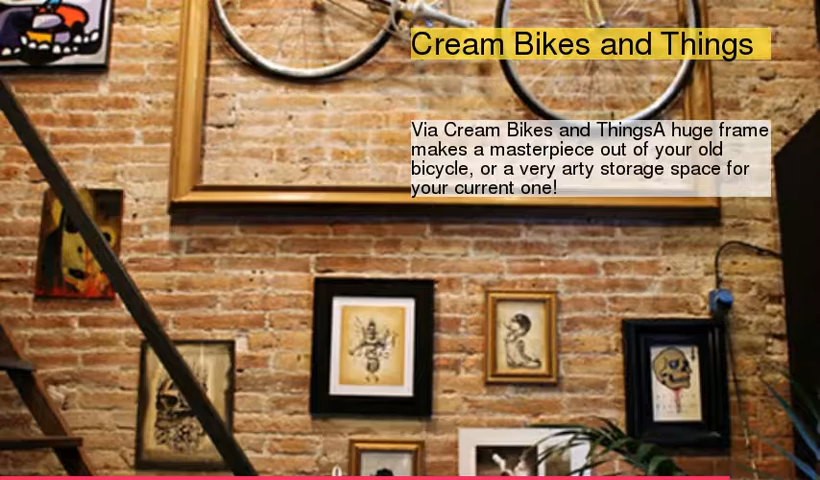 Cream Bikes and Things
Via Cream Bikes and ThingsA huge frame
makes a masterpiece out of your old
bicycle, or a very arty storage space for
your current one!